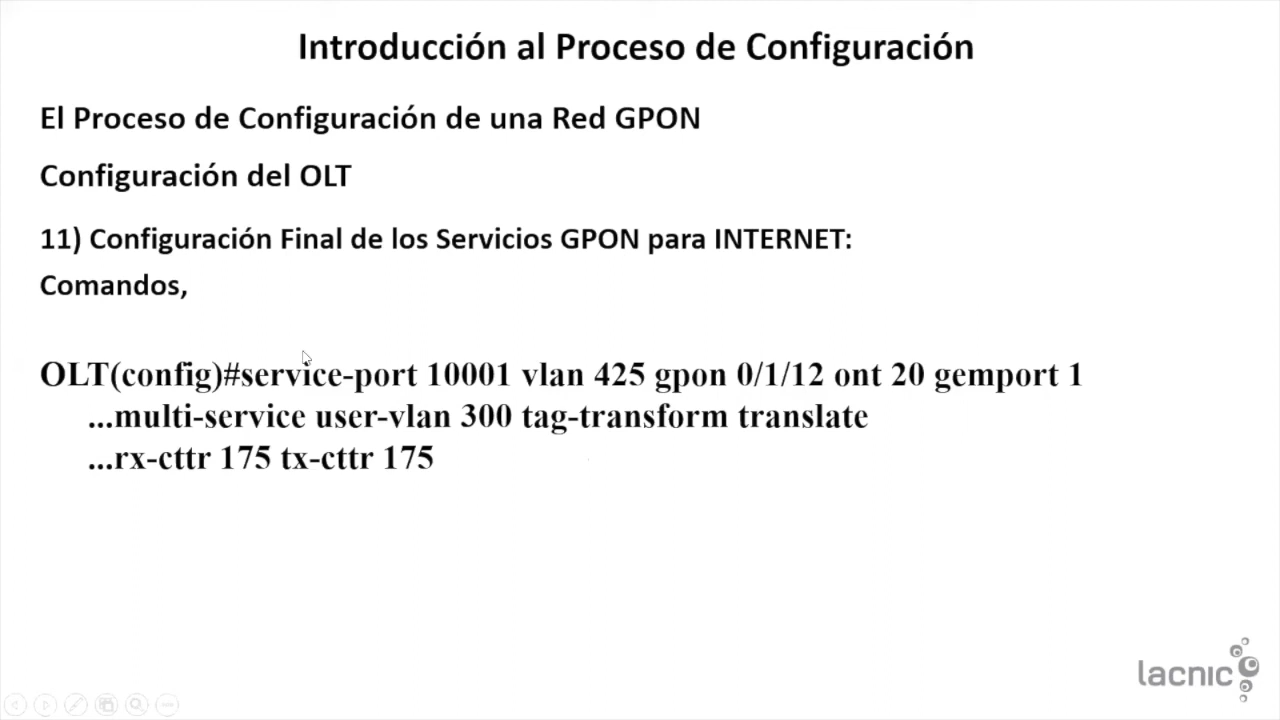 Introducción al Proceso de Configuración
El Proceso de Configuración de una Red GPON
Configuración del OLT
11) Configuración Final de los Servicios GPON para INTERNET:
Comandos,
OLT(config)#service-port 10001 vlan 425 gpon 0/1/12 ont 20 gemport 1
...multi-service user-vlan 300 tag-transform translate
...rx-cttr 175 tx-cttr 175
lacnic